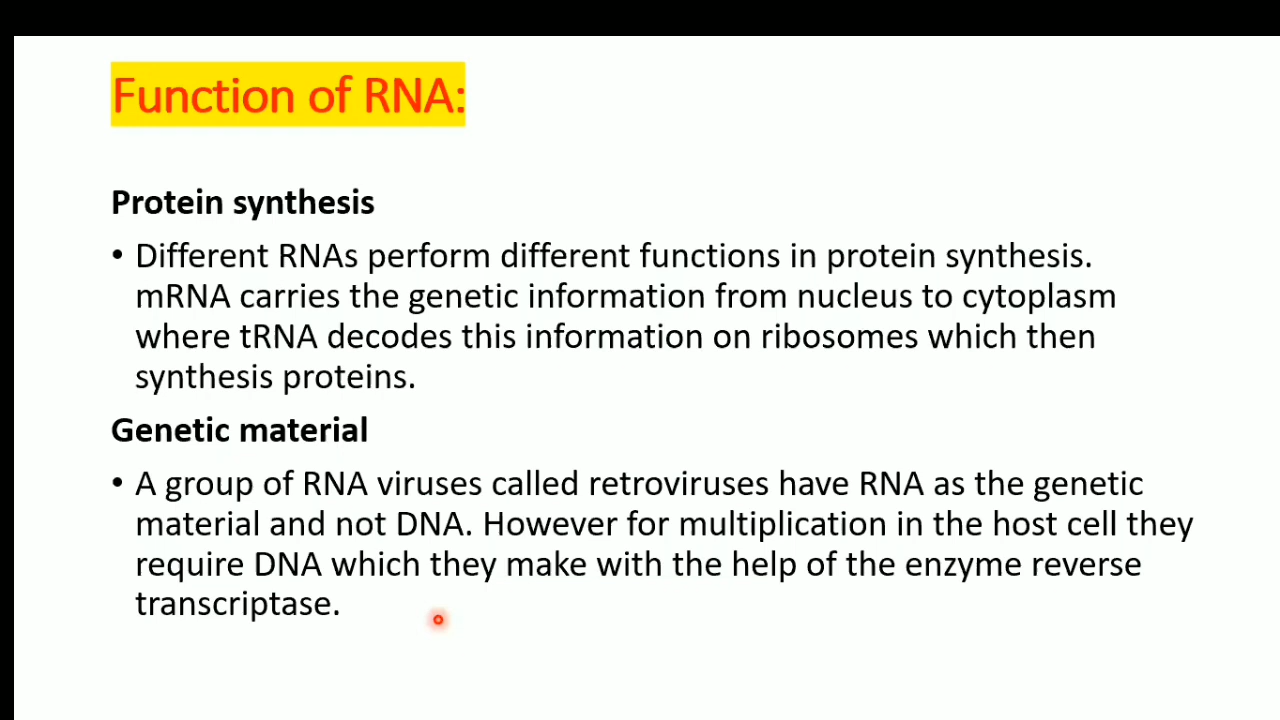 Function of RNA:
Protein synthesis
• Different RNAs perform different functions in protein synthesis.
mRNA carries the genetic information from nucleus to cytoplasm
where tRNA decodes this information on ribosomes which then
synthesis proteins.
Genetic material
• A group of RNA viruses called retroviruses have RNA as the genetic
material and not DNA. However for multiplication in the host cell they
require DNA which they make with the help of the enzyme reverse
transcriptase.